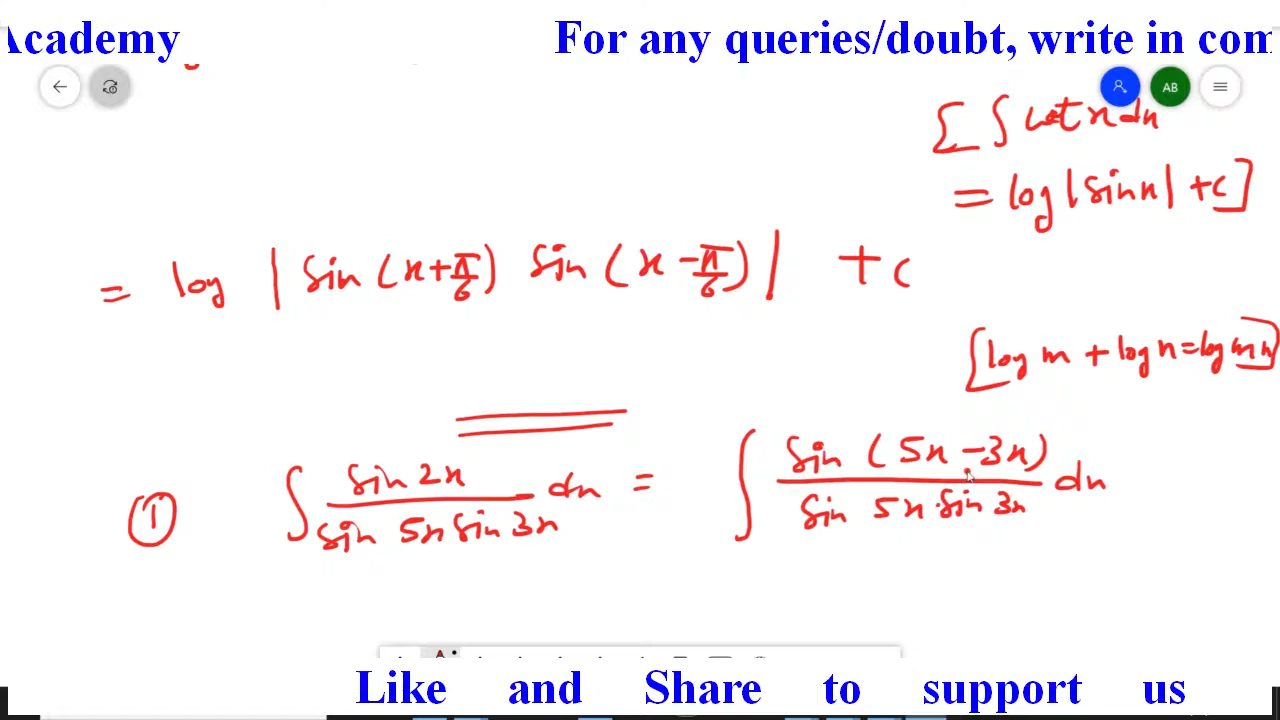 Academy For any queries/doubt, write in com
AB
[∫ cot x dx
= log |sin x| + c]
= log | sin (x + π/6) sin (x - π/6) | + c
[log m + log n = log mn]
① ∫ sin 2x / sin 5x sin 3x dx = ∫ sin (5x - 3x) / sin 5x · sin 3x dx
Like and Share to support us